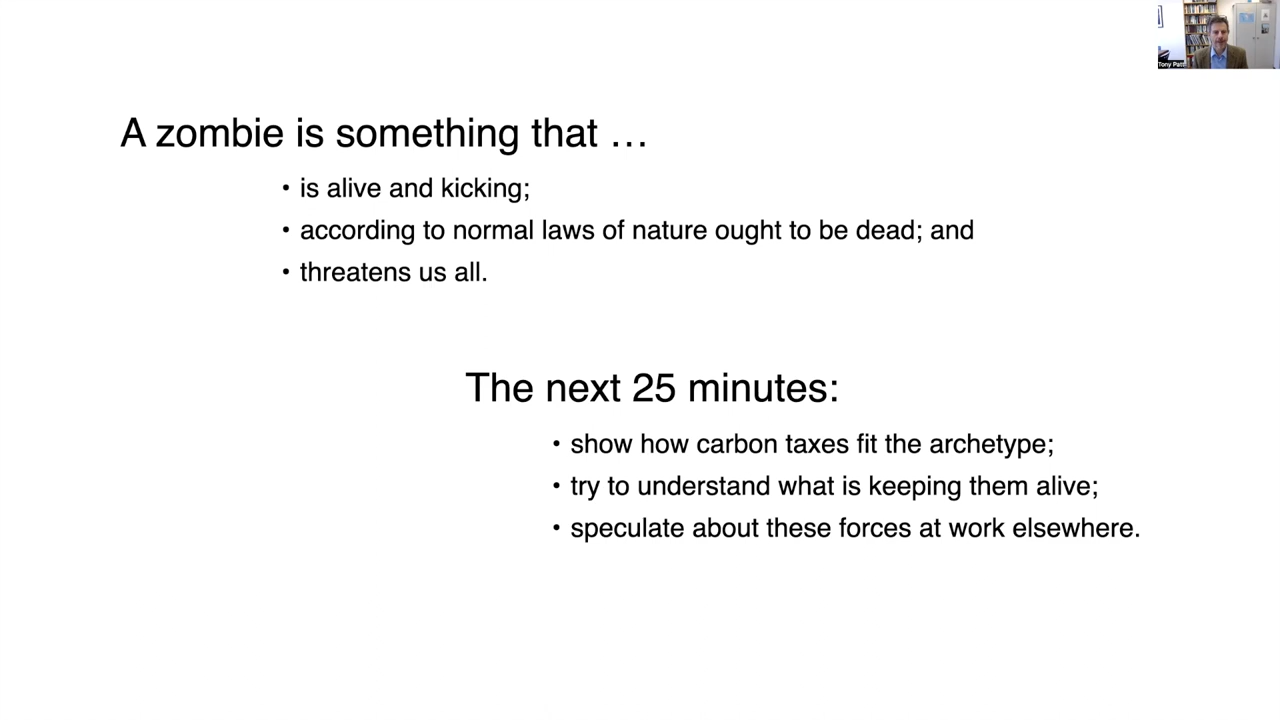 A zombie is something that …
• is alive and kicking;
• according to normal laws of nature ought to be dead; and
• threatens us all.
The next 25 minutes:
• show how carbon taxes fit the archetype;
• try to understand what is keeping them alive;
• speculate about these forces at work elsewhere.
Tony Patt